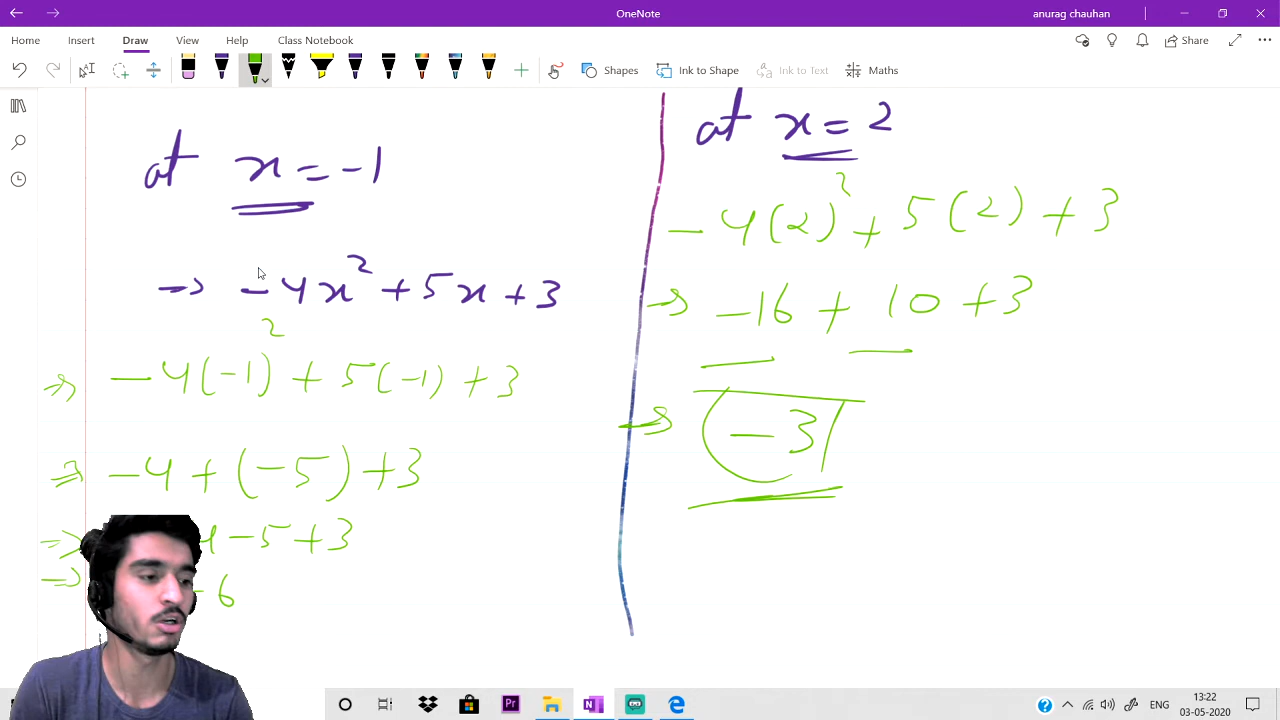 OneNote
anurag chauhan
Home Insert Draw View Help Class Notebook
Share
Shapes Ink to Shape Ink to Text Maths
at x = -1
⇒ -4x² + 5x + 3
⇒ -4(-1)² + 5(-1) + 3
⇒ -4 + (-5) + 3
⇒ 4 - 5 + 3
→ - 6
at x = 2
- 4(2)² + 5(2) + 3
⇒ -16 + 10 + 3
⇒ -3
Pr
N
ENG
13:22
03-05-2020